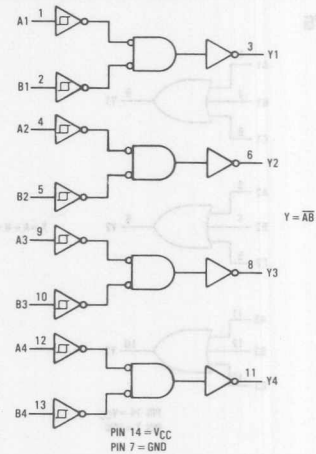 A1 1
3 Y1
B1 2
A2 4
6 Y2
B2 5
Y = A̅B̅
A3 9
8 Y3
B3 10
A4 12
11 Y4
B4 13
PIN 14 = VCC
PIN 7 = GND